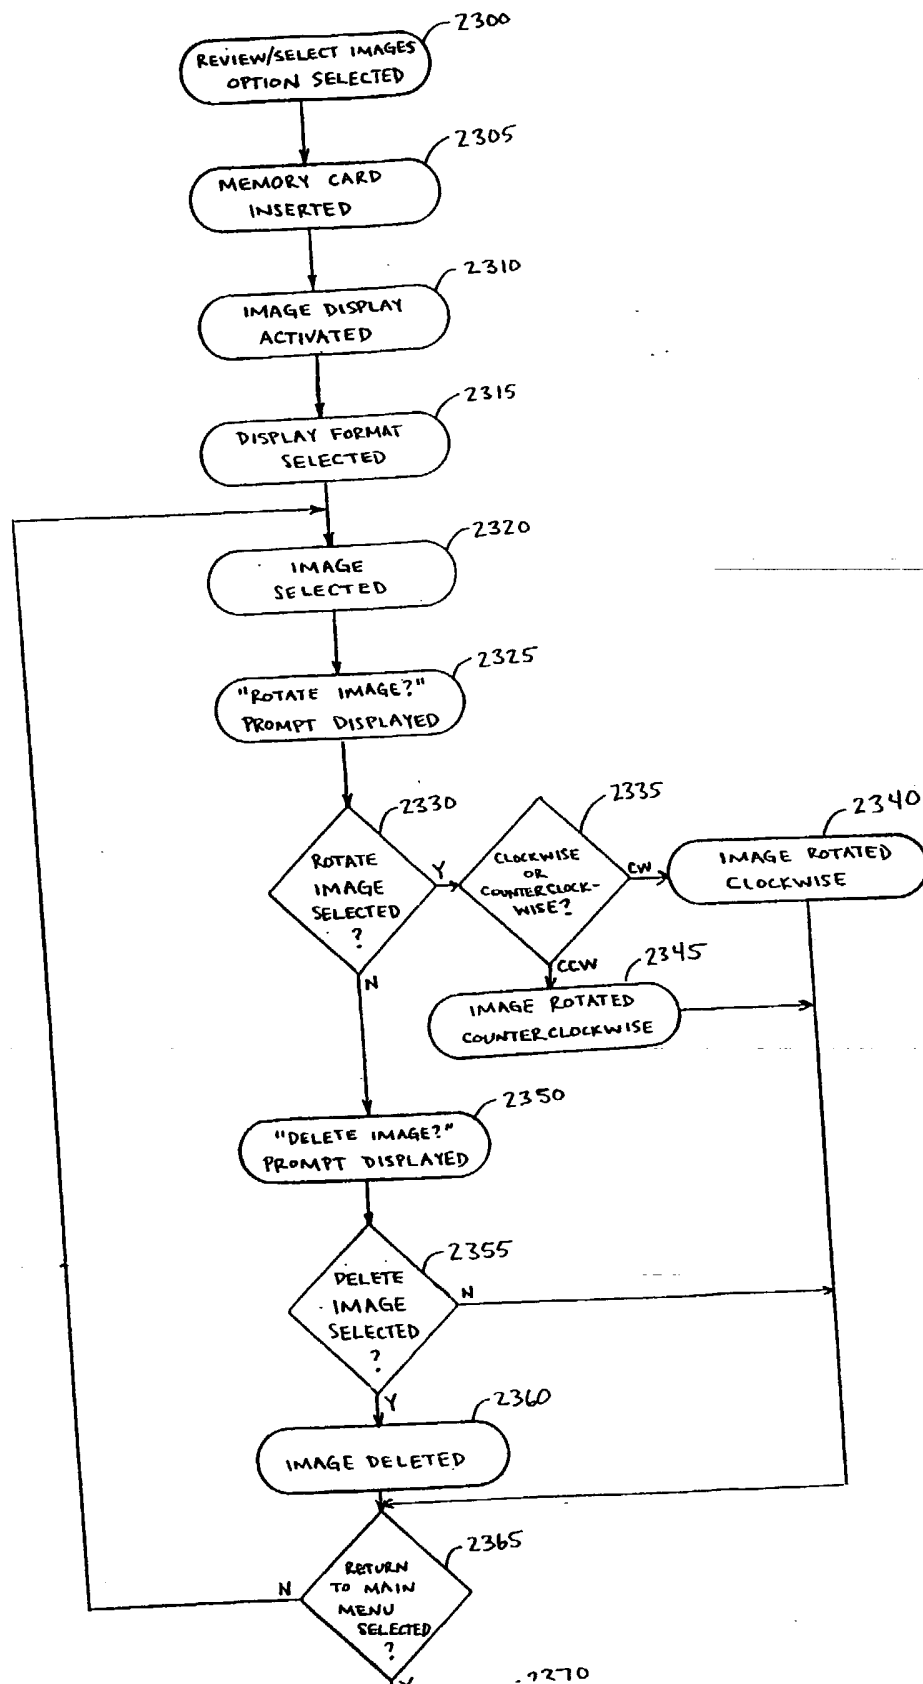 2300
REVIEW/SELECT IMAGES
OPTION SELECTED
2305
MEMORY CARD
INSERTED
2310
IMAGE DISPLAY
ACTIVATED
2315
DISPLAY FORMAT
SELECTED
2320
IMAGE
SELECTED
2325
"ROTATE IMAGE?"
PROMPT DISPLAYED
2330
ROTATE
IMAGE
SELECTED
?
Y
N
2335
CLOCKWISE
OR
COUNTERCLOCK-
WISE?
CW
CCW
2340
IMAGE ROTATED
CLOCKWISE
2345
IMAGE ROTATED
COUNTERCLOCKWISE
2350
"DELETE IMAGE?"
PROMPT DISPLAYED
2355
DELETE
IMAGE
SELECTED
?
N
Y
2360
IMAGE DELETED
2365
RETURN
TO MAIN
MENU
SELECTED
?
N
Y
2370